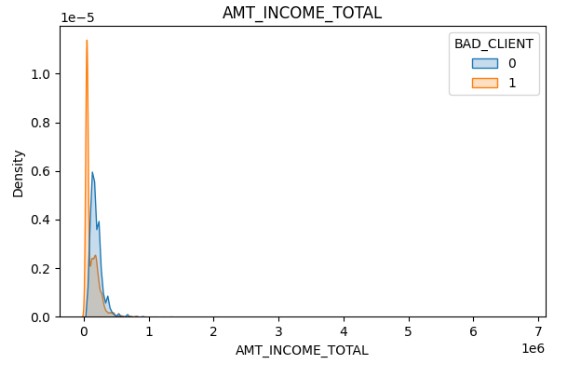 AMT_INCOME_TOTAL
1e−5
BAD_CLIENT
0
1
1.0
0.8
0.6
0.4
0.2
0.0
Density
0 1 2 3 4 5 6 7
1e6
AMT_INCOME_TOTAL